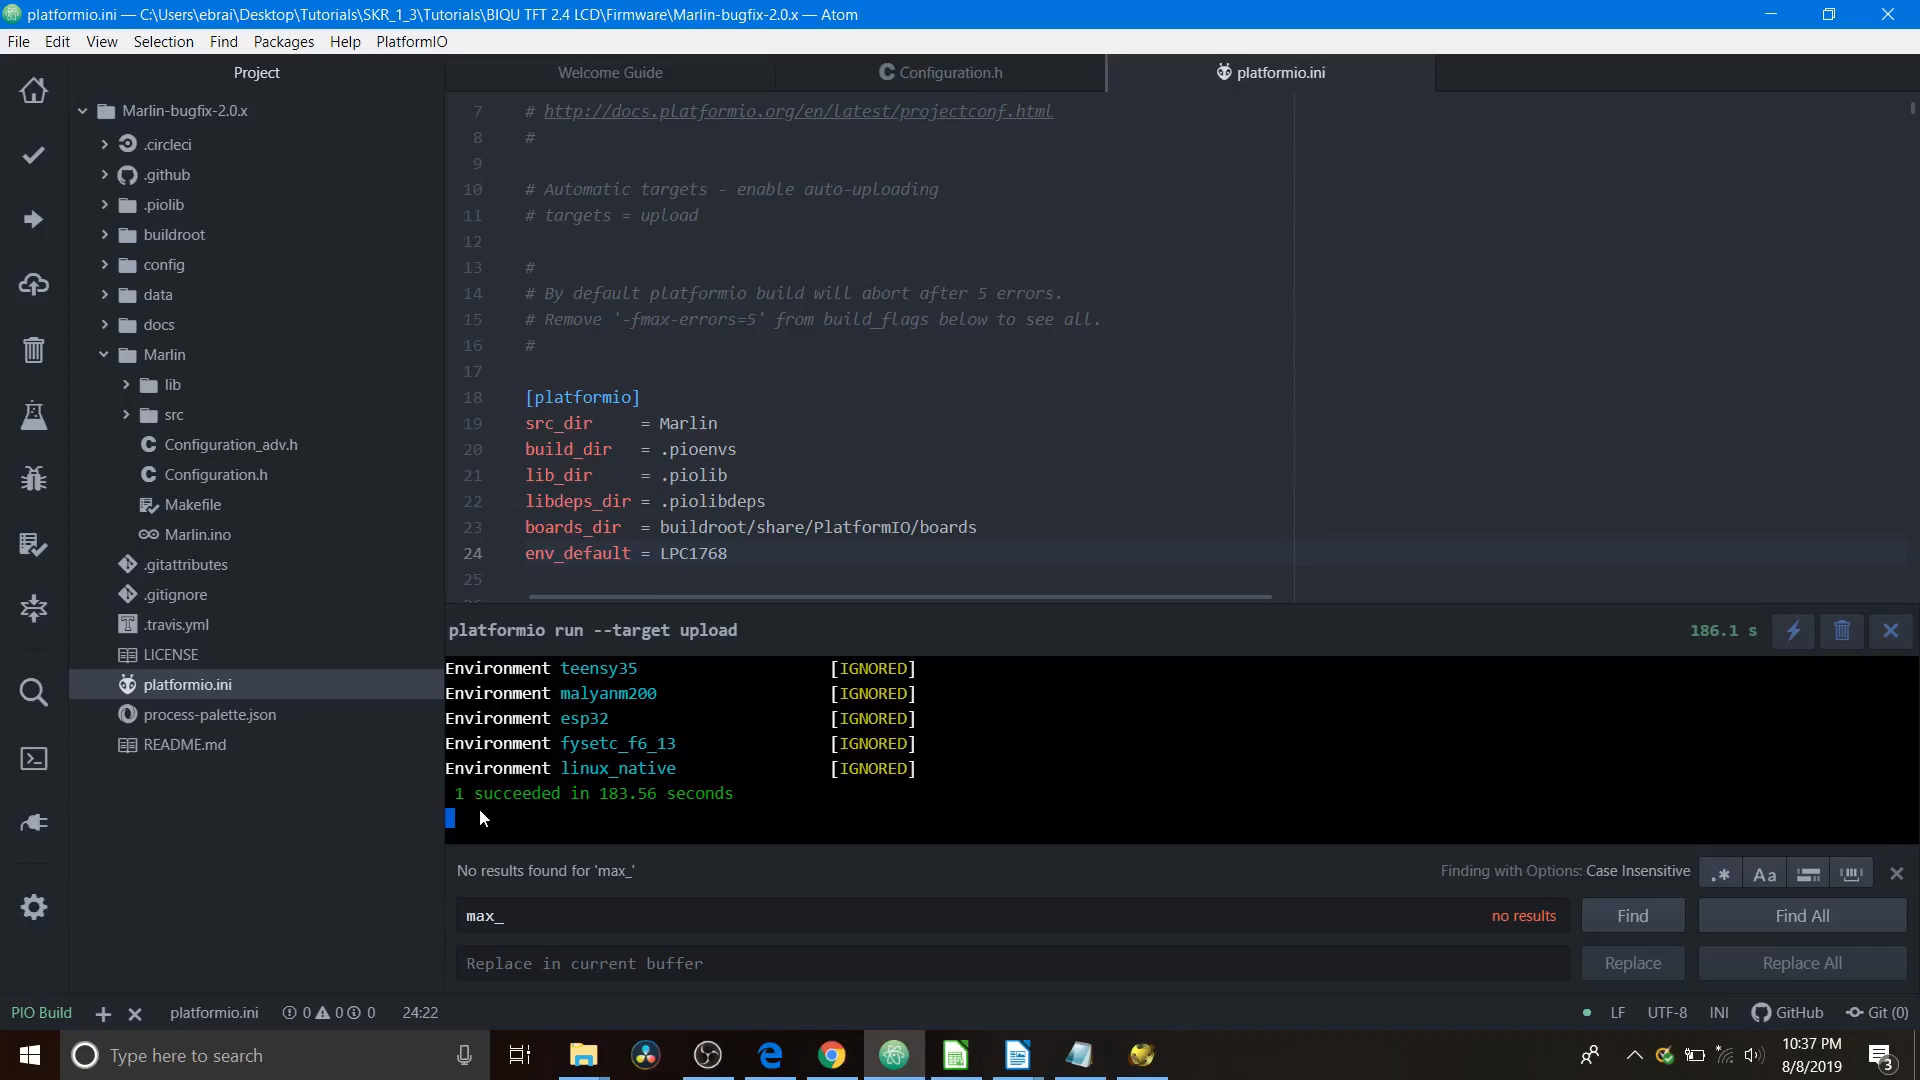 platformio.ini — C:\Users\ebrai\Desktop\Tutorials\SKR_1_3\Tutorials\BIQU TFT 2.4 LCD\Firmware\Marlin-bugfix-2.0.x — Atom
File Edit View Selection Find Packages Help PlatformIO
Project
Welcome Guide
Configuration.h
platformio.ini
Marlin-bugfix-2.0.x
.circleci
.github
.piolib
buildroot
config
data
docs
Marlin
lib
src
Configuration_adv.h
Configuration.h
Makefile
Marlin.ino
.gitattributes
.gitignore
.travis.yml
LICENSE
platformio.ini
process-palette.json
README.md
7 # http://docs.platformio.org/en/latest/projectconf.html
8 #
9
10 # Automatic targets - enable auto-uploading
11 # targets = upload
12
13 #
14 # By default platformio build will abort after 5 errors.
15 # Remove '-fmax-errors=5' from build_flags below to see all.
16 #
17
18 [platformio]
19 src_dir = Marlin
20 build_dir = .pioenvs
21 lib_dir = .piolib
22 libdeps_dir = .piolibdeps
23 boards_dir = buildroot/share/PlatformIO/boards
24 env_default = LPC1768
25
platformio run --target upload
186.1 s
Environment teensy35 [IGNORED]
Environment malyanm200 [IGNORED]
Environment esp32 [IGNORED]
Environment fysetc_f6_13 [IGNORED]
Environment linux_native [IGNORED]
1 succeeded in 183.56 seconds
No results found for 'max_'
Finding with Options: Case Insensitive
.* Aa
max_
no results
Find
Find All
Replace in current buffer
Replace
Replace All
PIO Build
platformio.ini
0 0 0
24:22
LF UTF-8 INI GitHub Git (0)
Type here to search
10:37 PM
8/8/2019
3